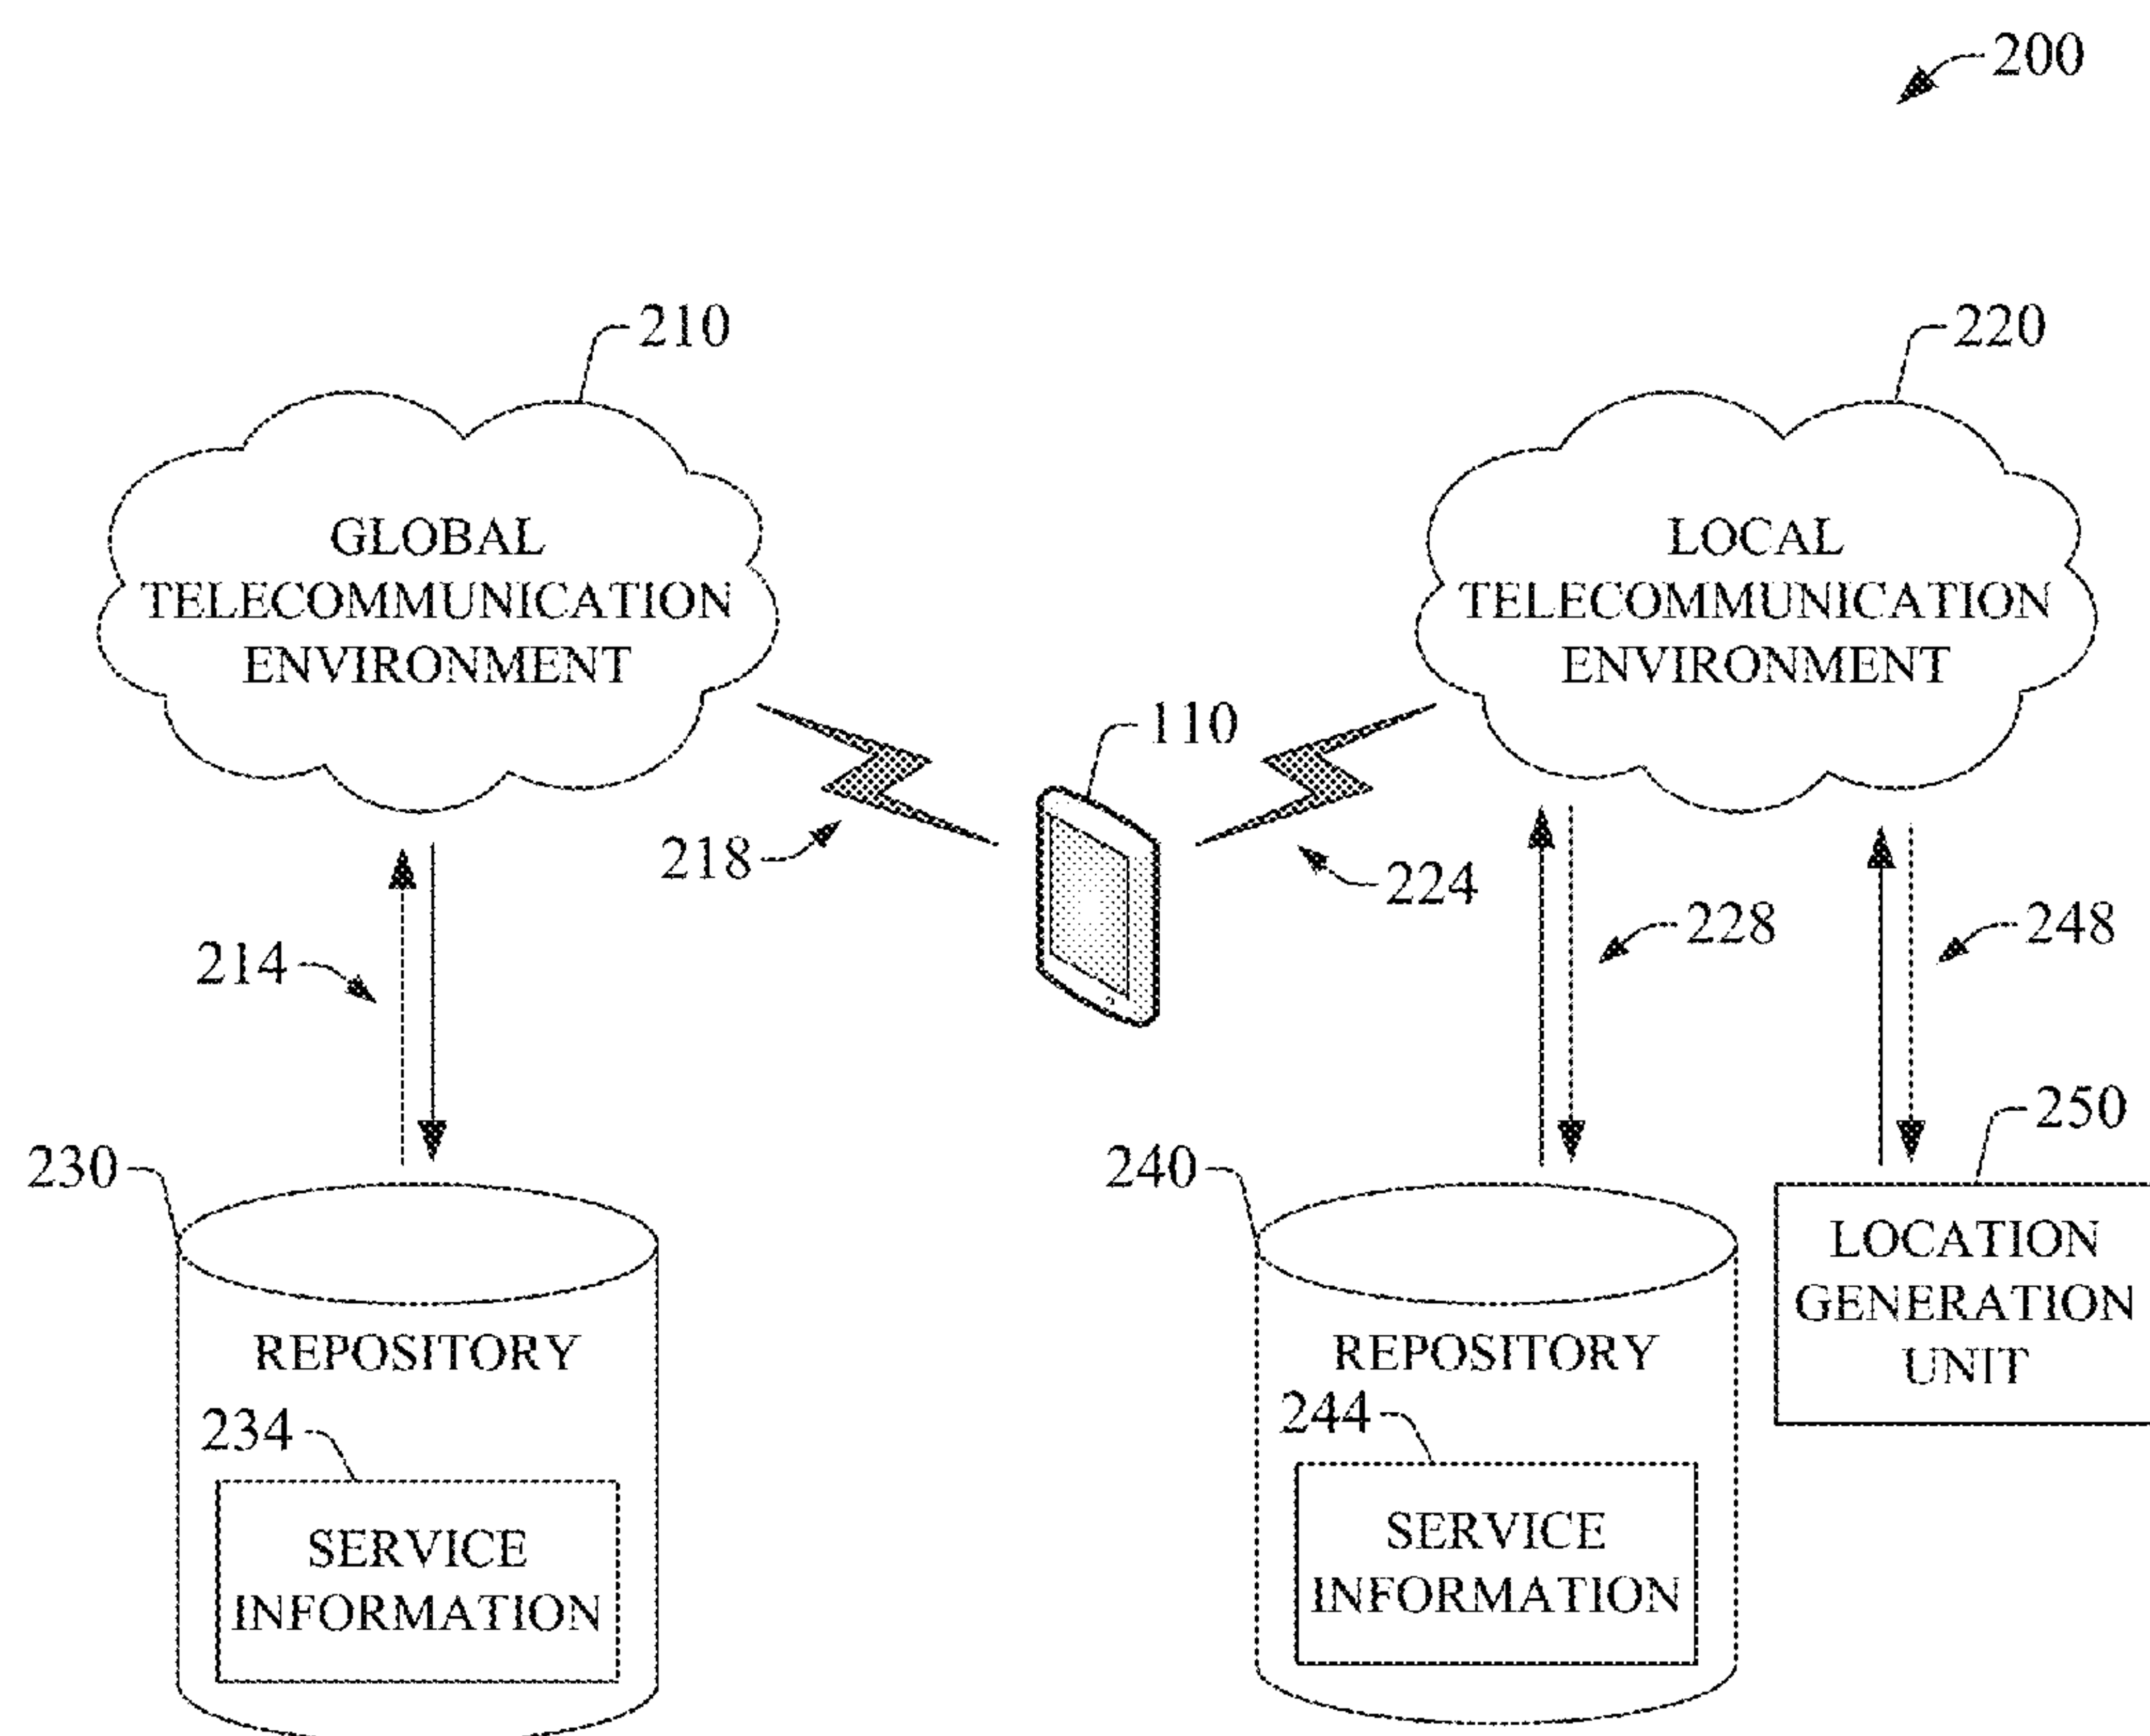 200
210
220
GLOBAL
TELECOMMUNICATION
ENVIRONMENT
LOCAL
TELECOMMUNICATION
ENVIRONMENT
110
218
224
214
228
248
230
240
250
REPOSITORY
234
SERVICE
INFORMATION
REPOSITORY
244
SERVICE
INFORMATION
LOCATION
GENERATION
UNIT